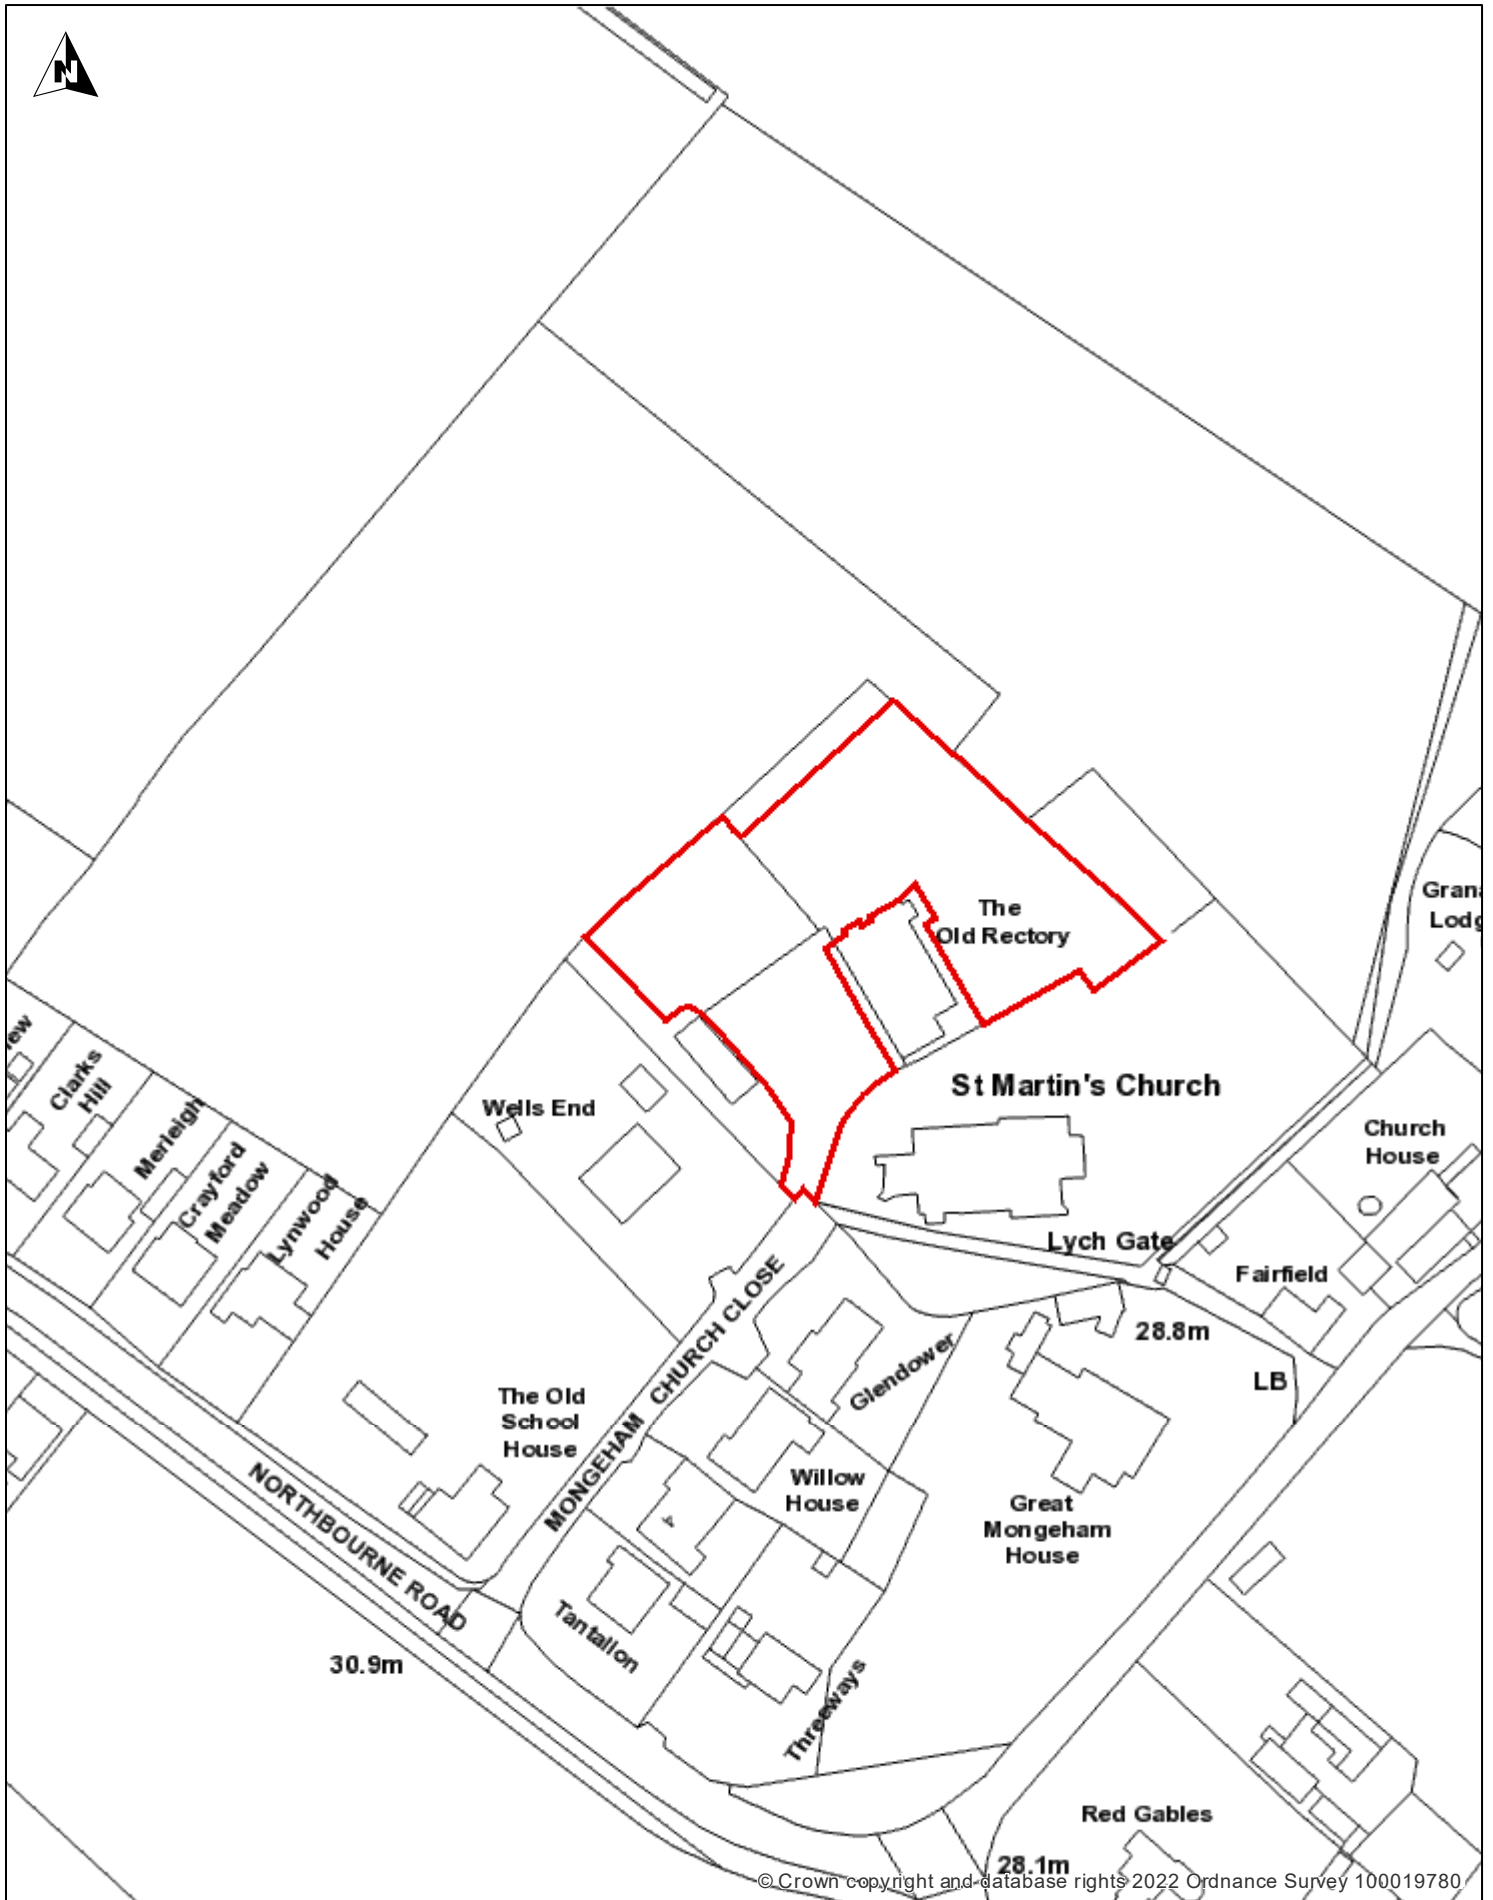 N
The
Old Rectory
Grana
Lodg
St Martin's Church
Wells End
Clarks
Hill
Merleigh
Crayford
Meadow
Lynwood
House
Church
House
Lych Gate
Fairfield
28.8m
LB
MONGEHAM CHURCH CLOSE
Glendower
The Old
School
House
Willow
House
Great
Mongeham
House
NORTHBOURNE ROAD
Tantallon
30.9m
Threeways
Red Gables
28.1m
© Crown copyright and database rights 2022 Ordnance Survey 100019780